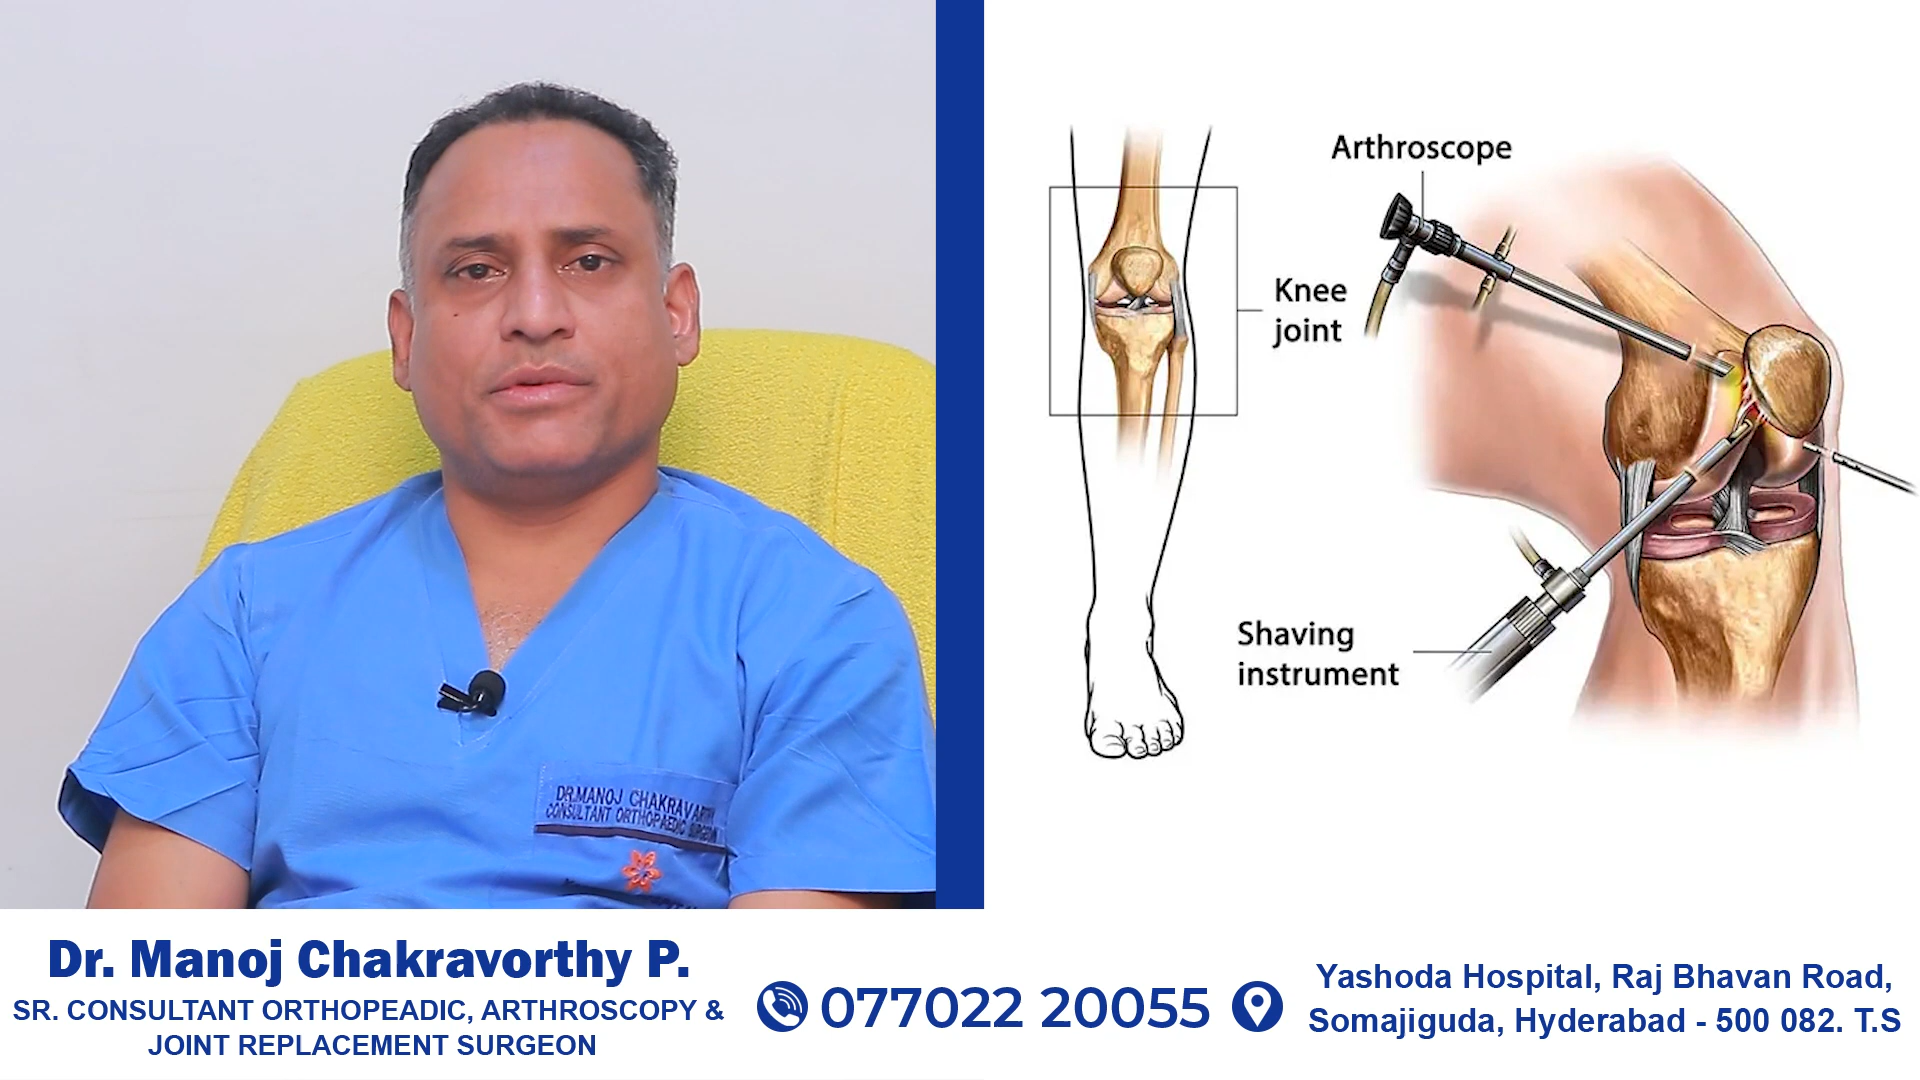 Arthroscope
Knee
joint
Shaving
instrument
DR.MANOJ CHAKRAVARTHY
CONSULTANT ORTHOPAEDIC SURGEON
Dr. Manoj Chakravorthy P.
SR. CONSULTANT ORTHOPEADIC, ARTHROSCOPY &
JOINT REPLACEMENT SURGEON
077022 20055
Yashoda Hospital, Raj Bhavan Road,
Somajiguda, Hyderabad - 500 082. T.S